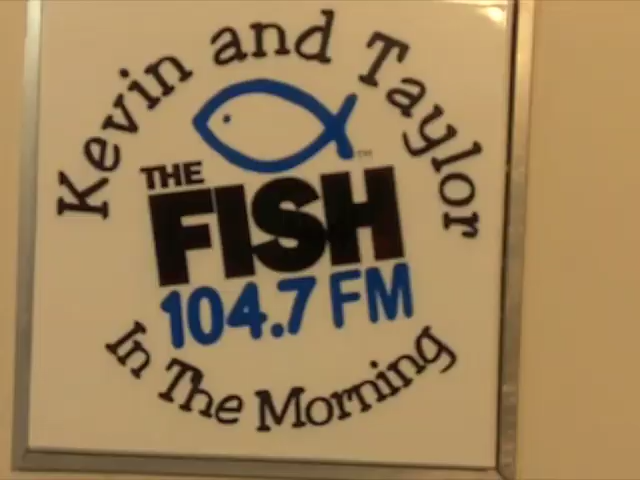 Kevin and Taylor
THE
FISH
104.7 FM
In The Morning